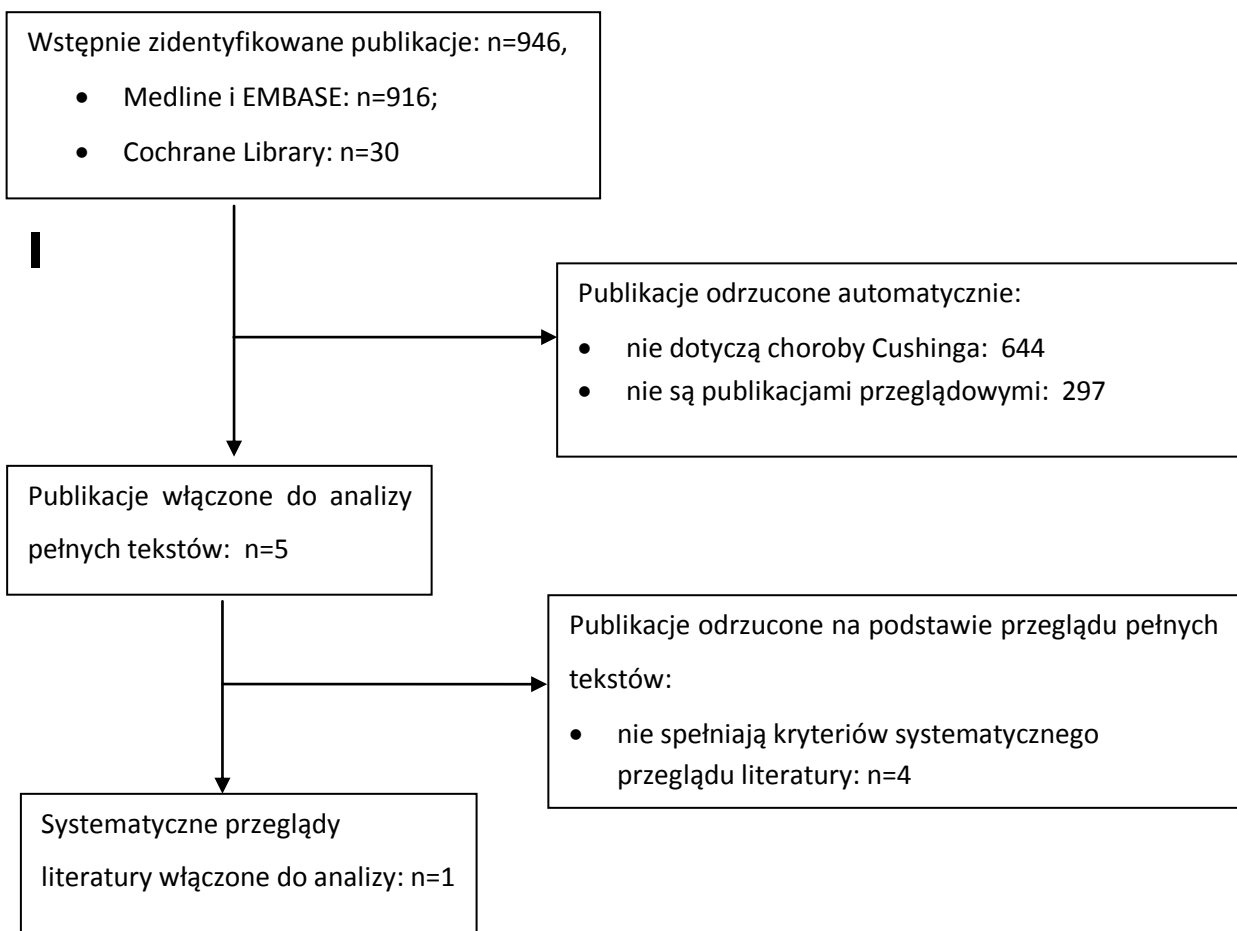 Wstępnie zidentyfikowane publikacje: n=946,
• Medline i EMBASE: n=916;
• Cochrane Library: n=30
Publikacje odrzucone automatycznie:
• nie dotyczą choroby Cushinga: 644
• nie są publikacjami przeglądowymi: 297
Publikacje włączone do analizy
pełnych tekstów: n=5
Publikacje odrzucone na podstawie przeglądu pełnych
tekstów:
• nie spełniają kryteriów systematycznego
przeglądu literatury: n=4
Systematyczne przeglądy
literatury włączone do analizy: n=1